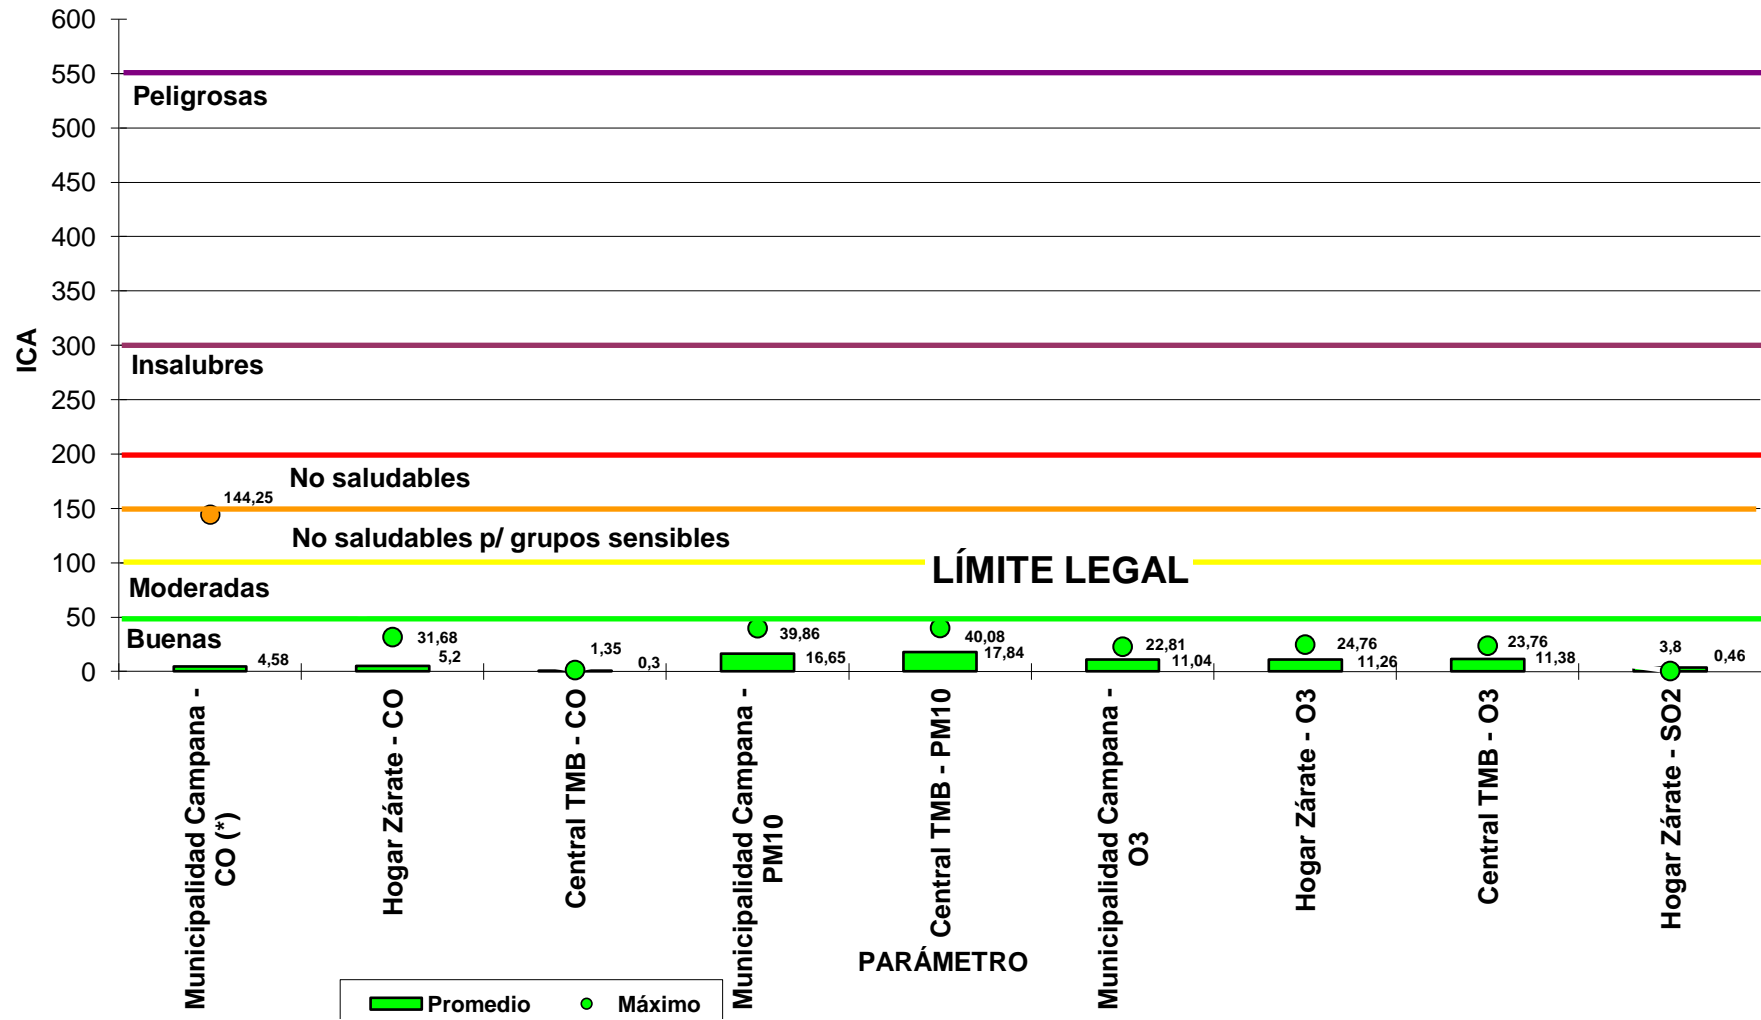 600
550
500
450
400
350
300
250
200
150
100
50
0
ICA
Peligrosas
Insalubres
No saludables
No saludables p/ grupos sensibles
LÍMITE LEGAL
Moderadas
Buenas
144,25
4,58
31,68
5,2
1,35
0,3
39,86
16,65
40,08
17,84
22,81
11,04
24,76
11,26
23,76
11,38
3,8
0,46
Municipalidad Campana -
CO (*)
Hogar Zárate - CO
Central TMB - CO
Municipalidad Campana -
PM10
Central TMB - PM10
Municipalidad Campana -
O3
Hogar Zárate - O3
Central TMB - O3
Hogar Zárate - SO2
PARÁMETRO
Promedio
Máximo